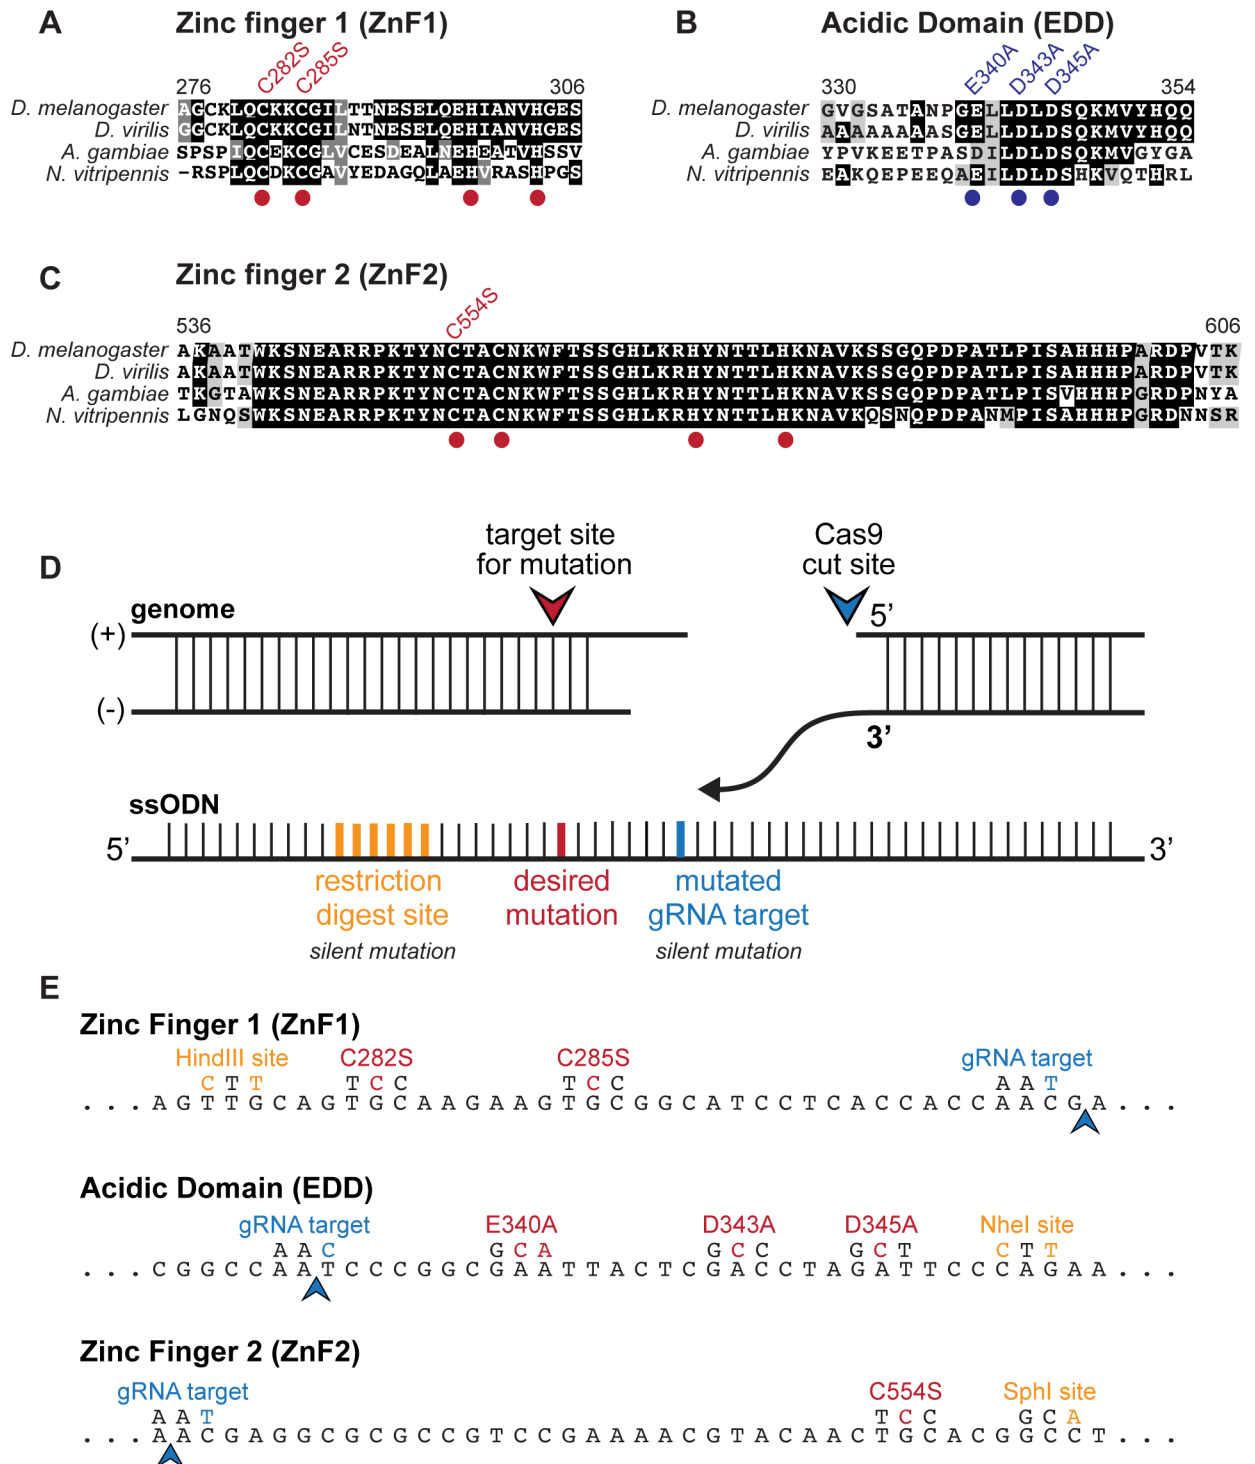 A
Zinc finger 1 (ZnF1)
C282S C285S
276 306
D. melanogaster AGCKLQCKKCGILTTNESELQEHIANVHGES
D. virilis GGCKLQCKKCGILNTNESELQEHIANVHGES
A. gambiae SPSPIQCEKCGLVCESDEALNEHEATVHSSV
N. vitripennis -RSPLQCDKCGAVYEDAGQLAEHVRASHPGS
B
Acidic Domain (EDD)
E340A D343A D345A
330 354
D. melanogaster GVGSATANPGELLDLDSQKMVYHQQ
D. virilis AAAAAAAASGELLDLDSQKMVYHQQ
A. gambiae YPVKEETPASDILDLDSQKMVGYGA
N. vitripennis EAKQEPEEQAEILDLDSHKVQTHRL
C
Zinc finger 2 (ZnF2)
C554S
536 606
D. melanogaster AKAATWKSNEARRPKTYNCTACNKWFTSSGHLKRHYNTTLHKNAVKSSGQPDPATLPISAHHHPARDPVTK
D. virilis AKAATWKSNEARRPKTYNCTACNKWFTSSGHLKRHYNTTLHKNAVKSSGQPDPATLPISAHHHPARDPVTK
A. gambiae TKGTAWKSNEARRPKTYNCTACNKWFTSSGHLKRHYNTTLHKNAVKSSGQPDPATLPISVHHHPGRDPNYA
N. vitripennis LGNQSWKSNEARRPKTYNCTACNKWFTSSGHLKRHYNTTLHKNAVKQSNQPDPANMPISAHHHPGRDNNSR
D
target site
for mutation
Cas9
cut site
genome
5’
(+)
(-)
3’
ssODN
5’
3’
restriction
digest site
silent mutation
desired
mutation
mutated
gRNA target
silent mutation
E
Zinc Finger 1 (ZnF1)
HindIII site C282S C285S gRNA target
C T T T C C T C C A A T
. . . A G T T G C A G T G C A A G A A G T G C G G C A T C C T C A C C A C C A A C G A . . .
Acidic Domain (EDD)
gRNA target E340A D343A D345A NheI site
A A C G C A G C C G C T C T T
. . . C G G C C A A T C C C G G C G A A T T A C T C G A C C T A G A T T C C C A G A A . . .
Zinc Finger 2 (ZnF2)
gRNA target C554S SphI site
A A T T C C G C A
. . . A A C G A G G C G C G C C G T C C G A A A A C G T A C A A C T G C A C G G C C T . . .